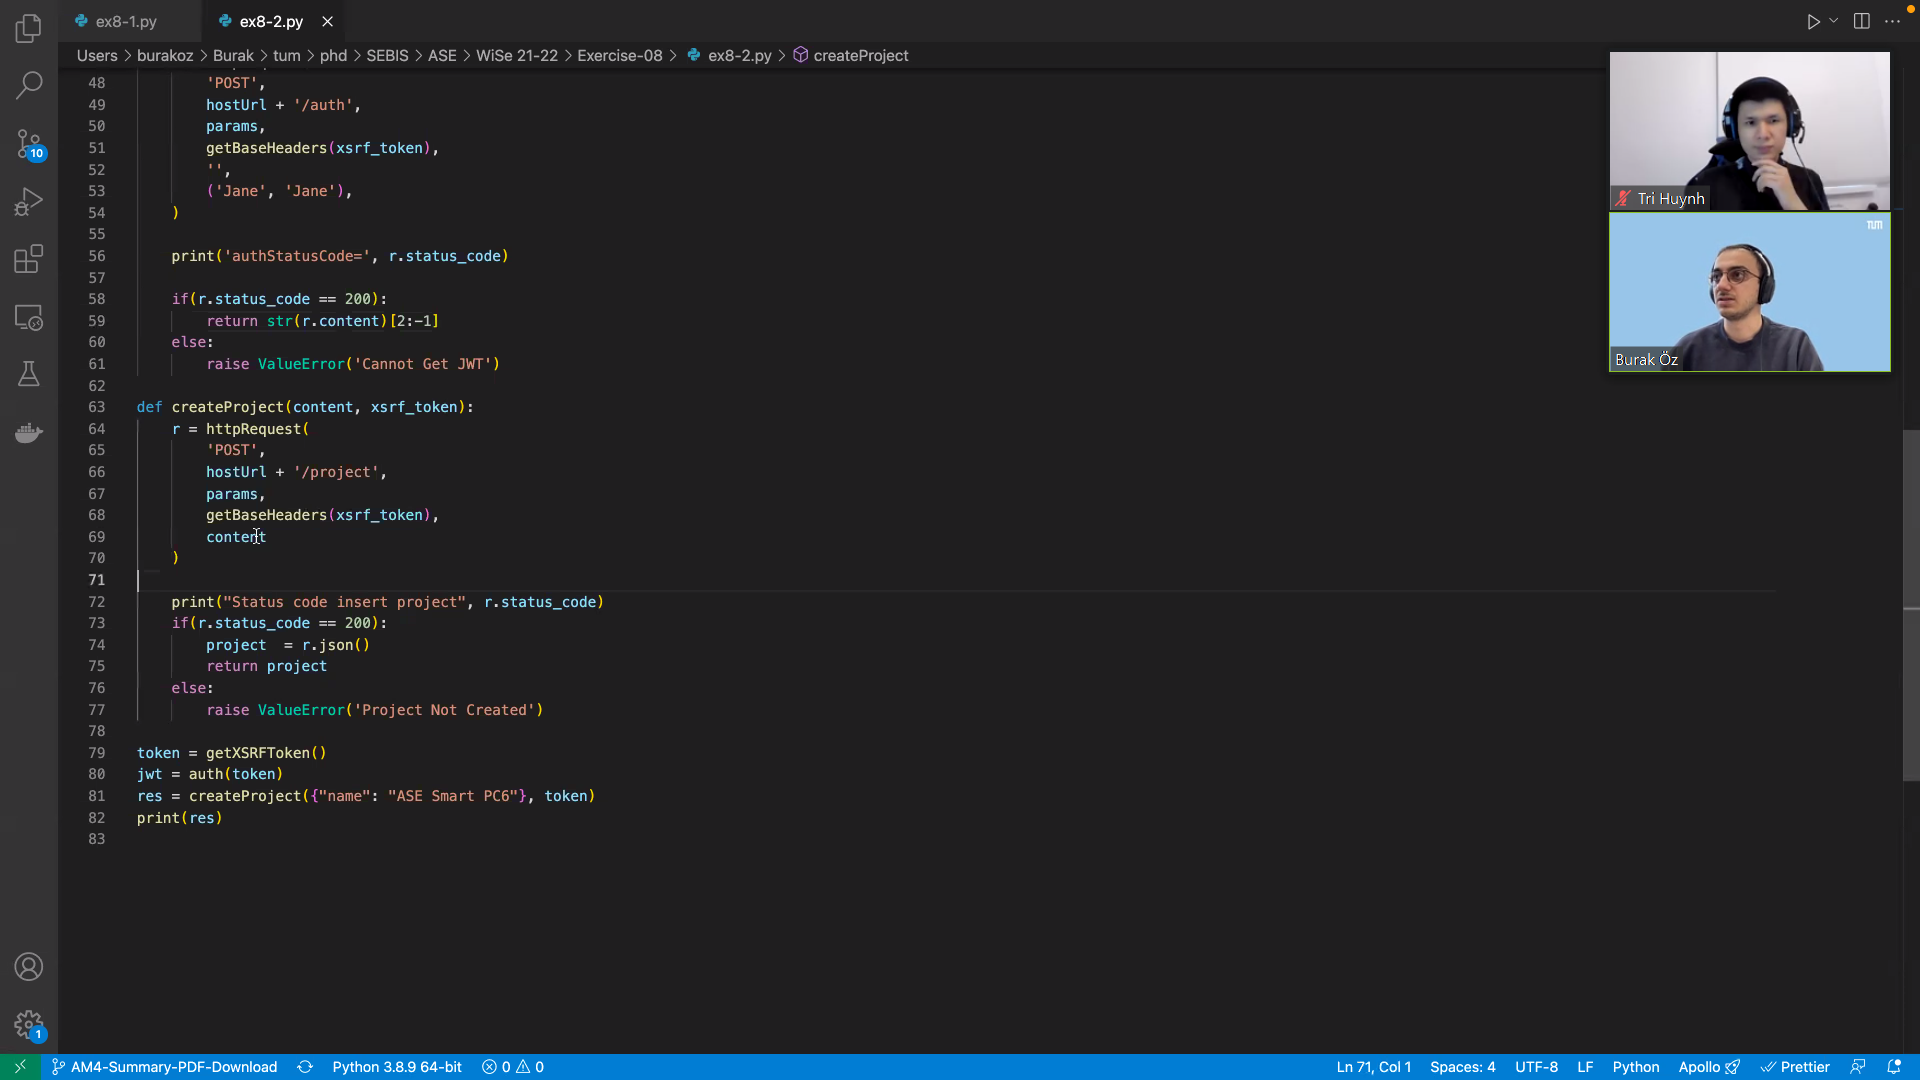 ex8-1.py
ex8-2.py
Users > burakoz > Burak > tum > phd > SEBIS > ASE > WiSe 21-22 > Exercise-08 > ex8-2.py > createProject
48 'POST',
49 hostUrl + '/auth',
50 params,
51 getBaseHeaders(xsrf_token),
52 '',
53 ('Jane', 'Jane'),
54 )
55
56 print('authStatusCode=', r.status_code)
57
58 if(r.status_code == 200):
59 return str(r.content)[2:-1]
60 else:
61 raise ValueError('Cannot Get JWT')
62
63 def createProject(content, xsrf_token):
64 r = httpRequest(
65 'POST',
66 hostUrl + '/project',
67 params,
68 getBaseHeaders(xsrf_token),
69 content
70 )
71
72 print("Status code insert project", r.status_code)
73 if(r.status_code == 200):
74 project  = r.json()
75 return project
76 else:
77 raise ValueError('Project Not Created')
78
79 token = getXSRFToken()
80 jwt = auth(token)
81 res = createProject({"name": "ASE Smart PC6"}, token)
82 print(res)
83
10
1
Tri Huynh
TUM
Burak Öz
AM4-Summary-PDF-Download Python 3.8.9 64-bit 0 0 Ln 71, Col 1 Spaces: 4 UTF-8 LF Python Apollo Prettier